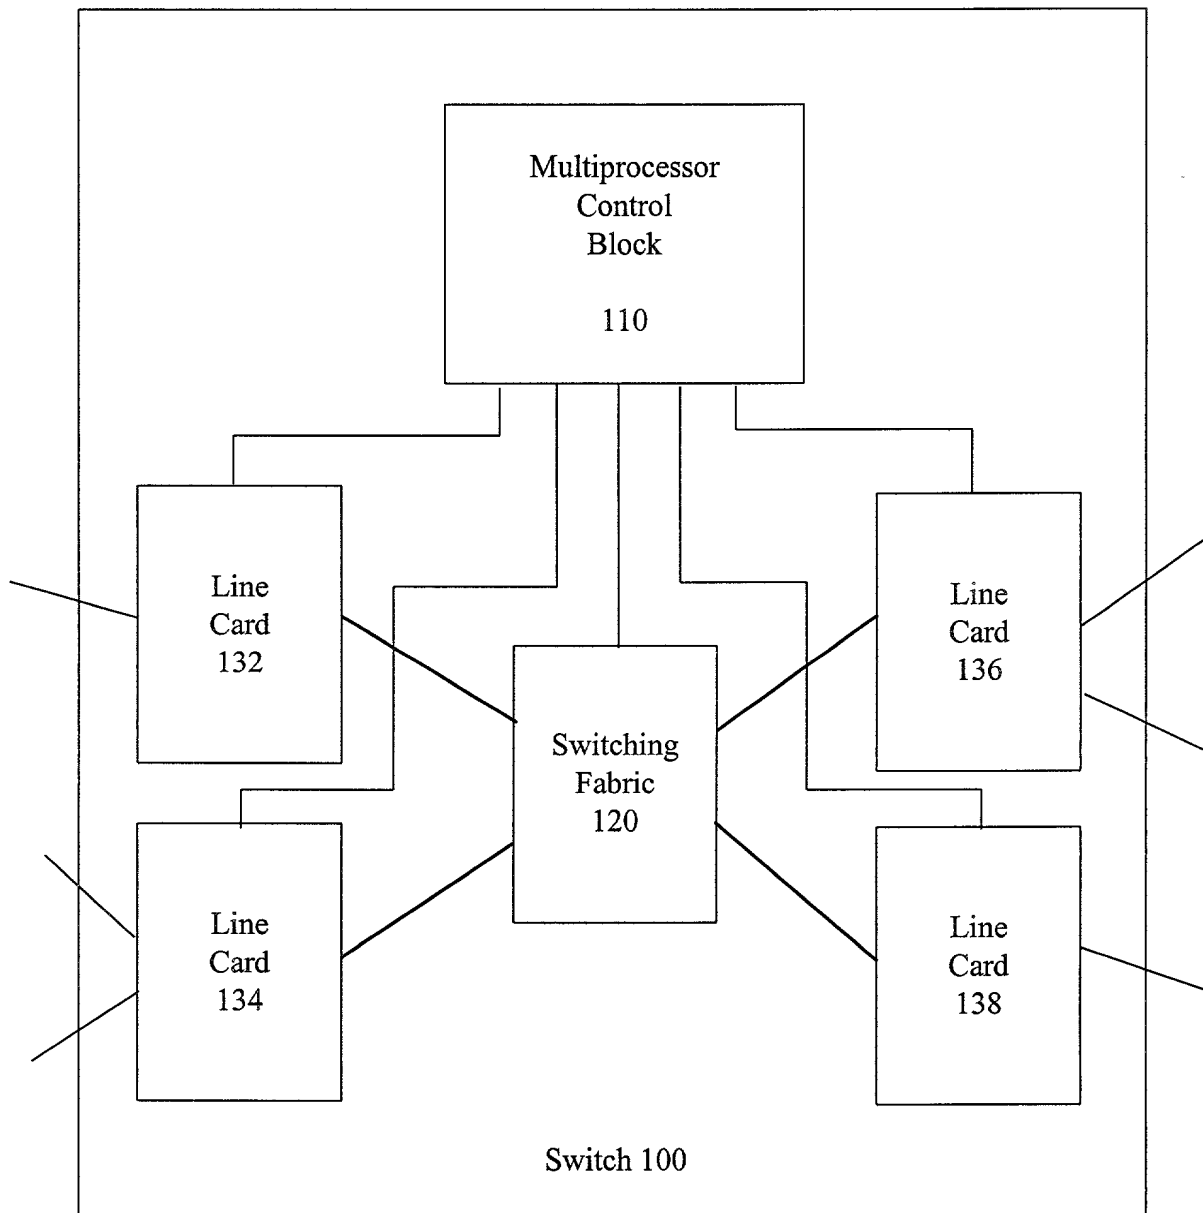 Multiprocessor
Control
Block
110
Line
Card
132
Line
Card
136
Switching
Fabric
120
Line
Card
134
Line
Card
138
Switch 100